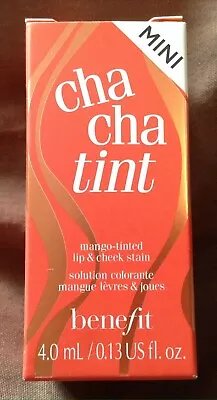 MINI
cha
cha
tint
mango-tinted
lip & cheek stain
solution colorante
mangue lèvres & joues
benefit
4.0 mL / 0.13 US fl. oz.